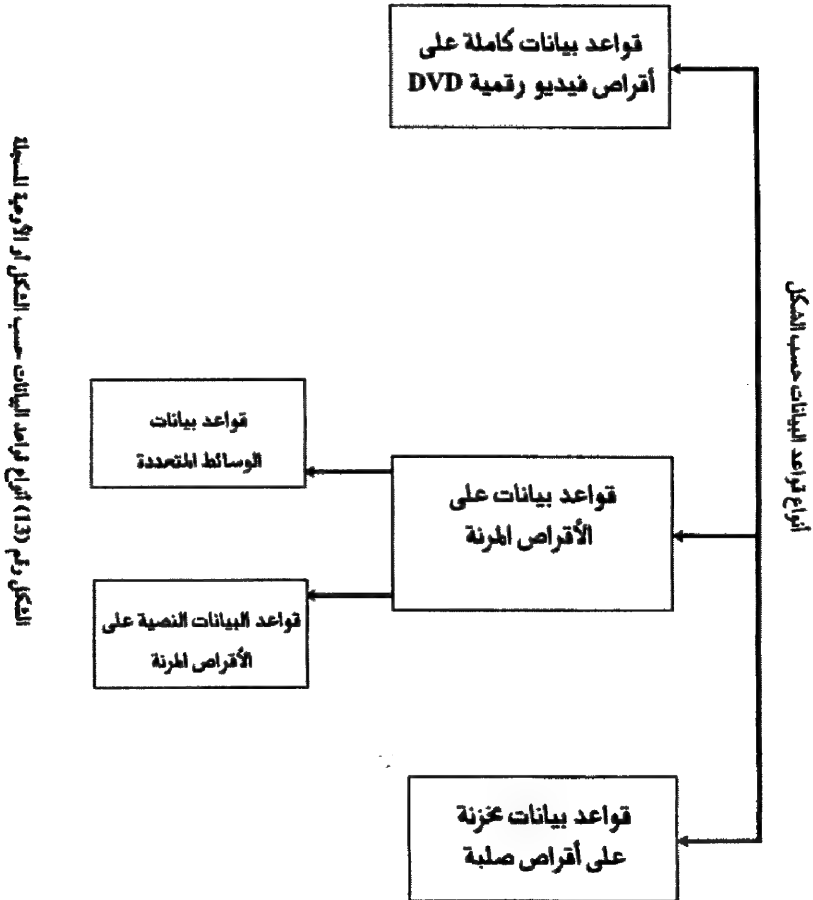 أنواع قواعد البيانات حسب الشكل
قواعد بيانات كاملة على
أقراص فيديو رقمية DVD
قواعد بيانات على
الأقراص المرنة
قواعد بيانات
الوسائط المتعددة
قواعد البيانات النصية على
الأقراص المرنة
قواعد بيانات مخزنة
على أقراص صلبة
الشكل رقم (13) أنواع قواعد البيانات حسب الشكل أو الأوعية المسجلة